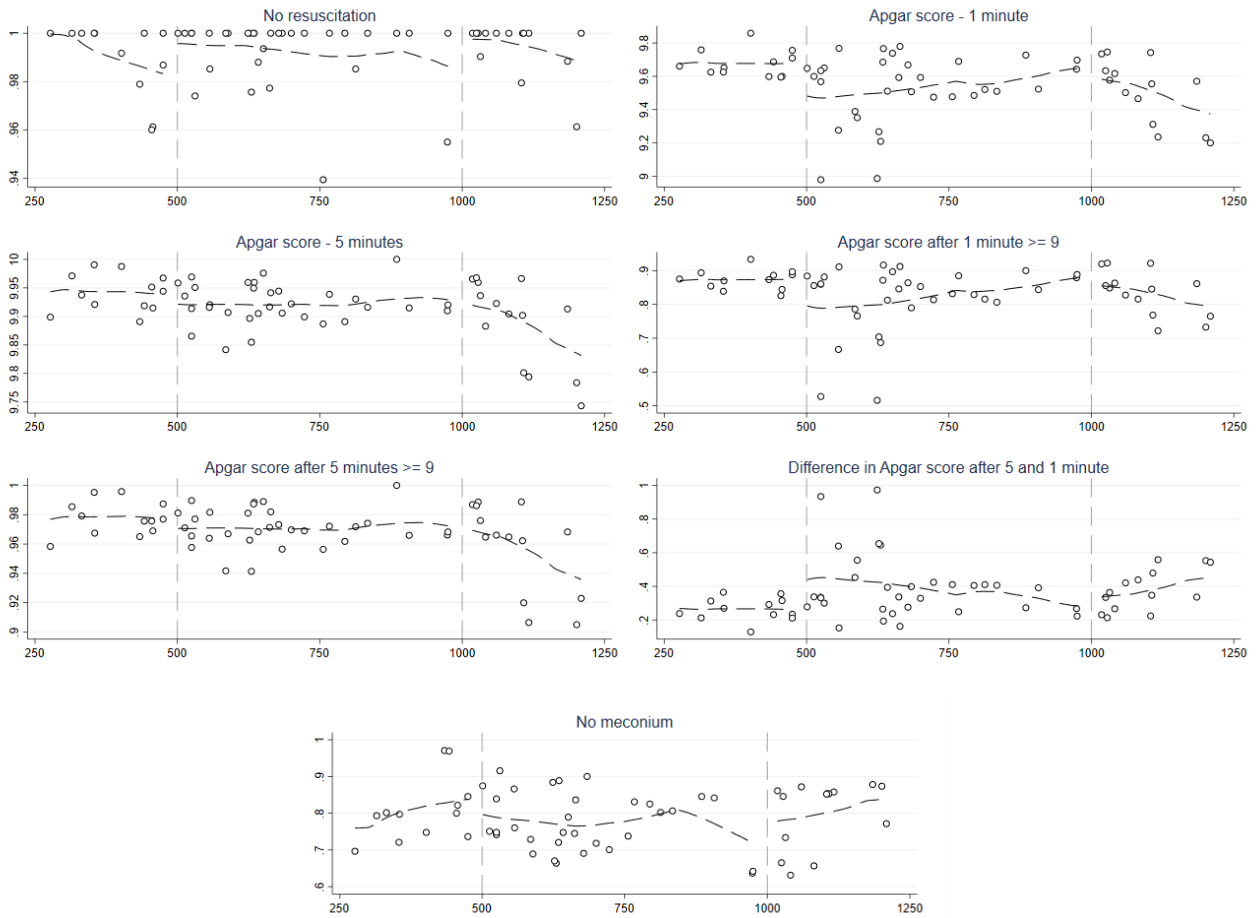 No resuscitation
1
.98
.96
.94
250 500 750 1000 1250
Apgar score - 1 minute
9.8
9.6
9.4
9.2
9
250 500 750 1000 1250
Apgar score - 5 minutes
10
9.95
9.9
9.85
9.8
9.75
250 500 750 1000 1250
Apgar score after 1 minute >= 9
.9
.8
.7
.6
.5
250 500 750 1000 1250
Apgar score after 5 minutes >= 9
1
.98
.96
.94
.92
.9
250 500 750 1000 1250
Difference in Apgar score after 5 and 1 minute
1
.8
.6
.4
.2
250 500 750 1000 1250
No meconium
1
.9
.8
.7
.6
250 500 750 1000 1250